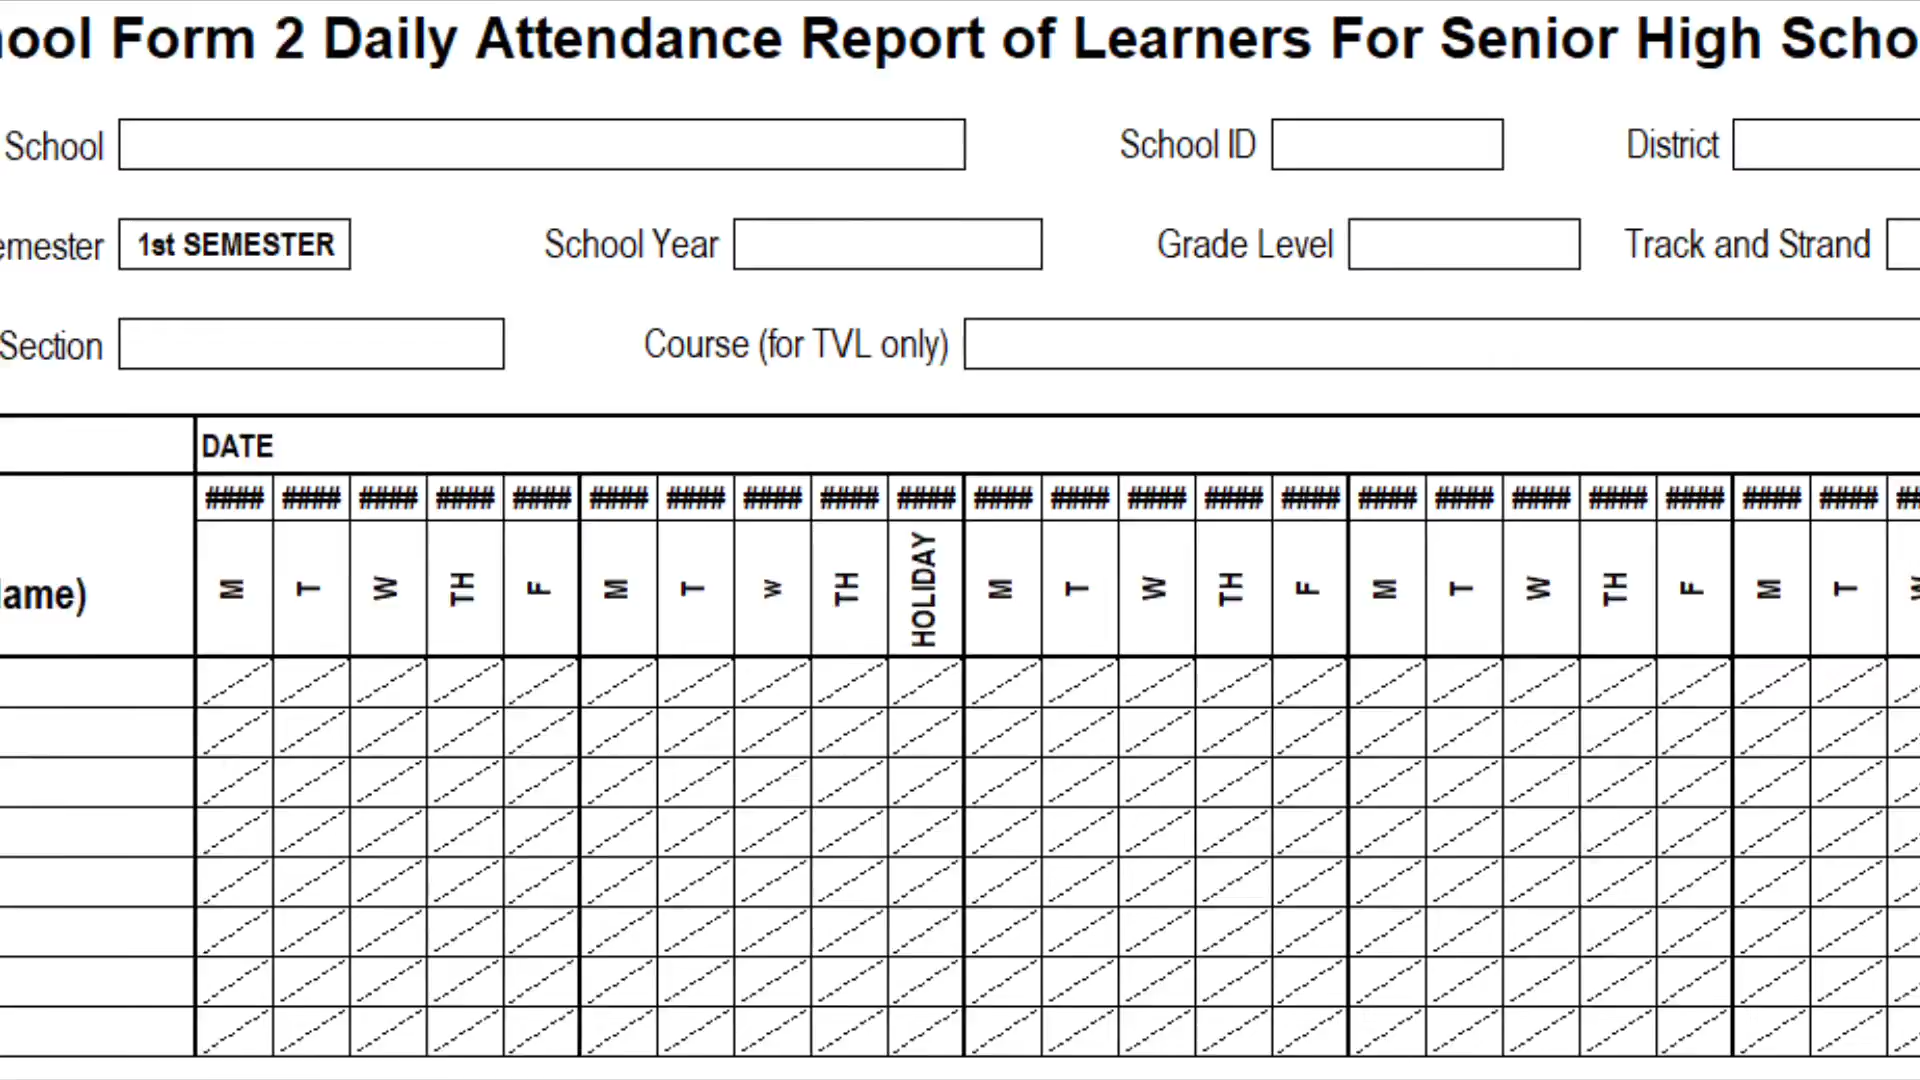 ool Form 2 Daily Attendance Report of Learners For Senior High Scho
School School ID District
emester 1st SEMESTER School Year Grade Level Track and Strand
Section Course (for TVL only)
DATE
#### #### #### #### #### #### #### #### #### #### #### #### #### #### #### #### #### #### #### #### #### #### ##
ame) M T W TH F M T w TH HOLIDAY M T W TH F M T W TH F M T W